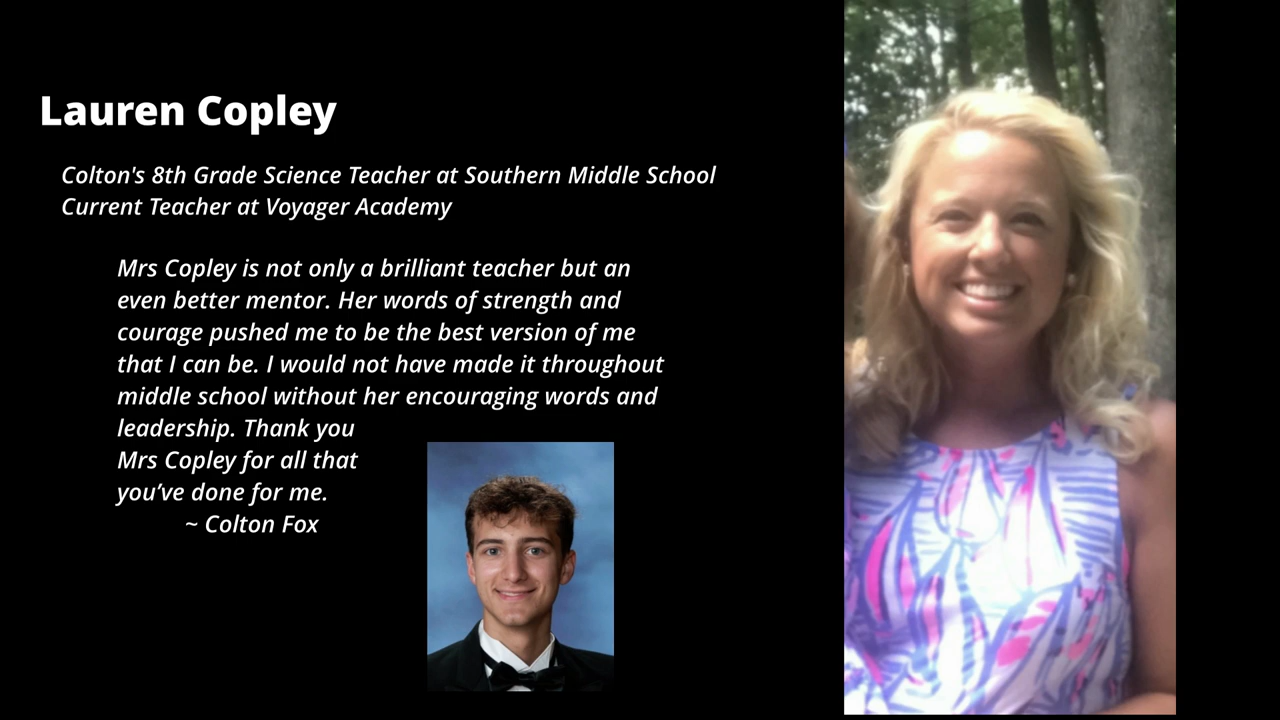 Lauren Copley
Colton's 8th Grade Science Teacher at Southern Middle School
Current Teacher at Voyager Academy
Mrs Copley is not only a brilliant teacher but an
even better mentor. Her words of strength and
courage pushed me to be the best version of me
that I can be. I would not have made it throughout
middle school without her encouraging words and
leadership. Thank you
Mrs Copley for all that
you’ve done for me.
~ Colton Fox